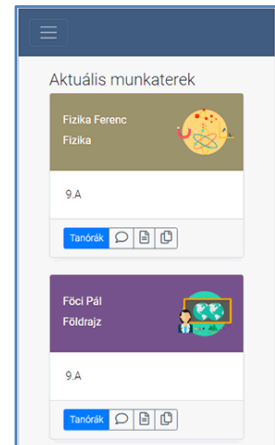 Aktuális munkaterek
Fizika Ferenc
Fizika
9.A
Tanórák
Föci Pál
Földrajz
9.A
Tanórák